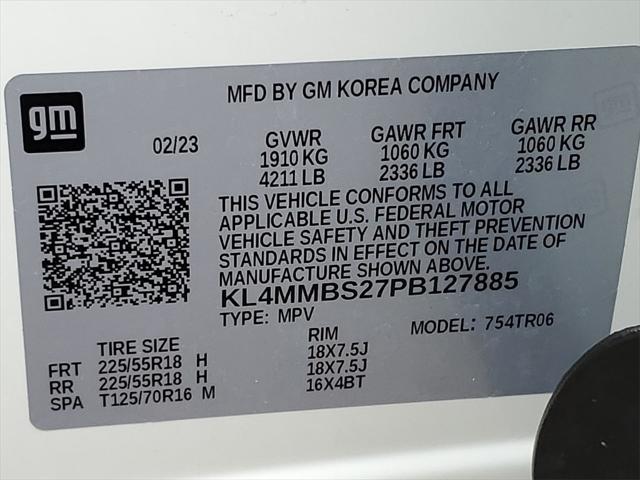 gm
MFD BY GM KOREA COMPANY
02/23 GVWR GAWR FRT GAWR RR
1910 KG 1060 KG 1060 KG
4211 LB 2336 LB 2336 LB
THIS VEHICLE CONFORMS TO ALL
APPLICABLE U.S. FEDERAL MOTOR
VEHICLE SAFETY AND THEFT PREVENTION
STANDARDS IN EFFECT ON THE DATE OF
MANUFACTURE SHOWN ABOVE.
KL4MMBS27PB127885
TYPE: MPV MODEL: 754TR06
TIRE SIZE RIM
FRT 225/55R18 H 18X7.5J
RR 225/55R18 H 18X7.5J
SPA T125/70R16 M 16X4BT